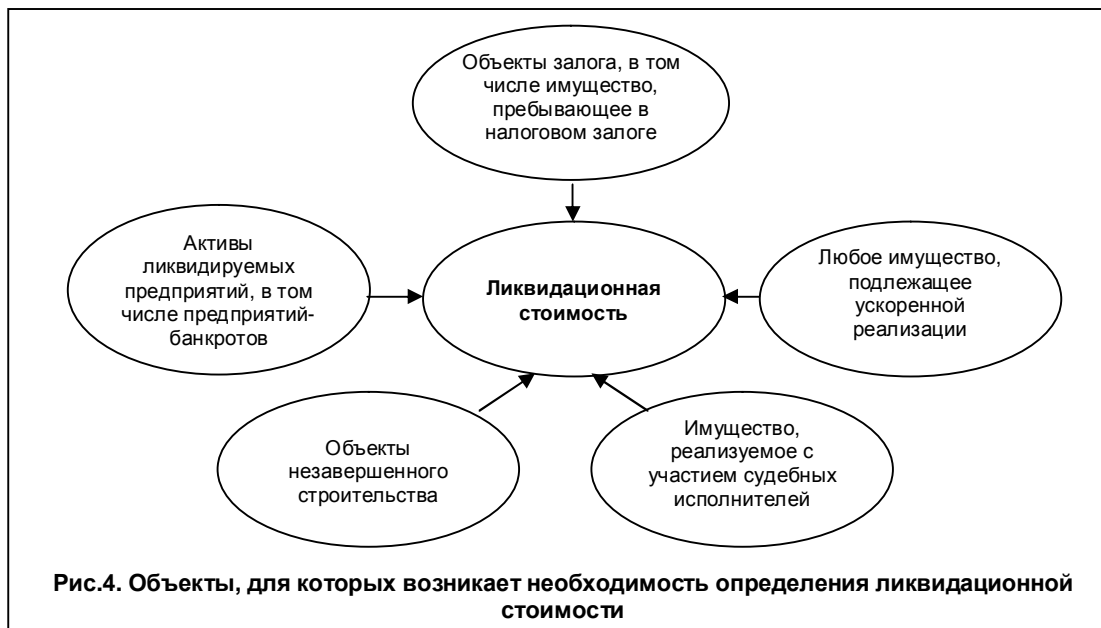 Объекты залога, в том
числе имущество,
пребывающее в
налоговом залоге
Активы
ликвидируемых
предприятий, в том
числе предприятий-
банкротов
Ликвидационная
стоимость
Любое имущество,
подлежащее
ускоренной
реализации
Объекты
незавершенного
строительства
Имущество,
реализуемое с
участием судебных
исполнителей
Рис.4. Объекты, для которых возникает необходимость определения ликвидационной
стоимости